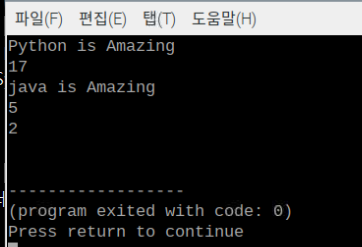 파일(F) 편집(E) 탭(T) 도움말(H)
Python is Amazing
17
java is Amazing
5
2
------------------
(program exited with code: 0)
Press return to continue